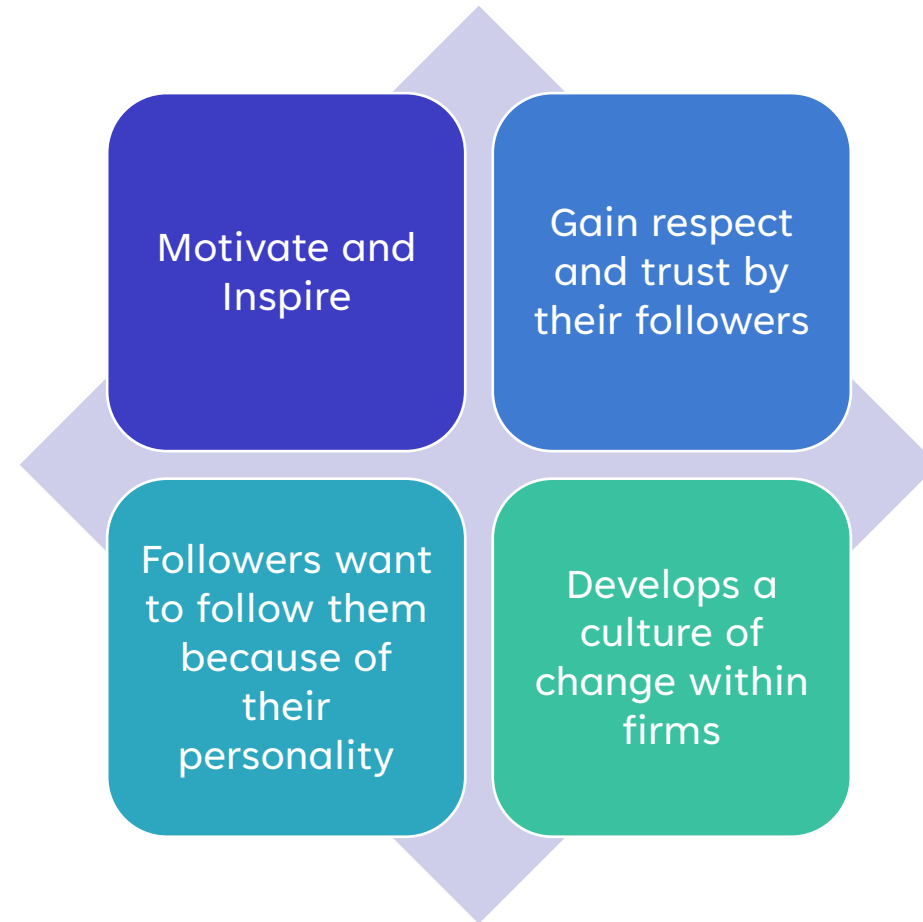 Motivate and
Inspire
Gain respect
and trust by
their followers
Followers want
to follow them
because of
their
personality
Develops a
culture of
change within
firms